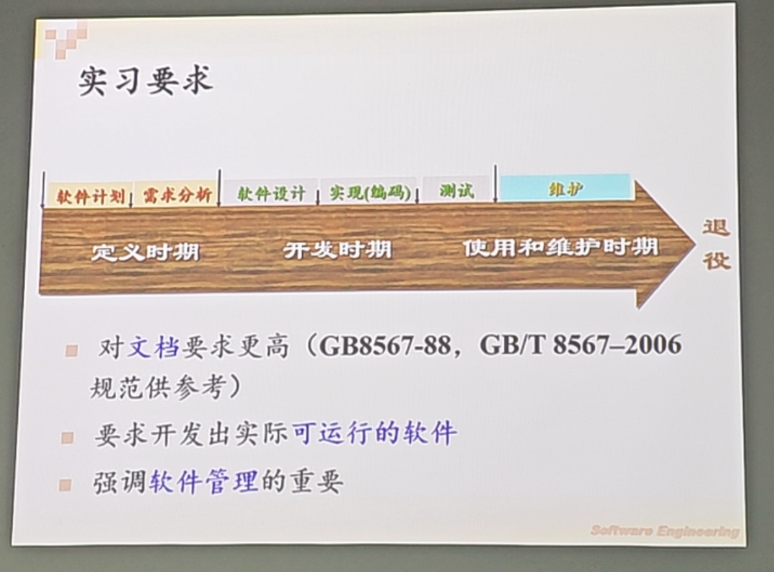 实习要求
软件计划 需求分析 软件设计 实现(编码) 测试 维护
定义时期 开发时期 使用和维护时期
退役
对文档要求更高（GB8567-88，GB/T 8567–2006
规范供参考）
要求开发出实际可运行的软件
强调软件管理的重要
Software Engineering